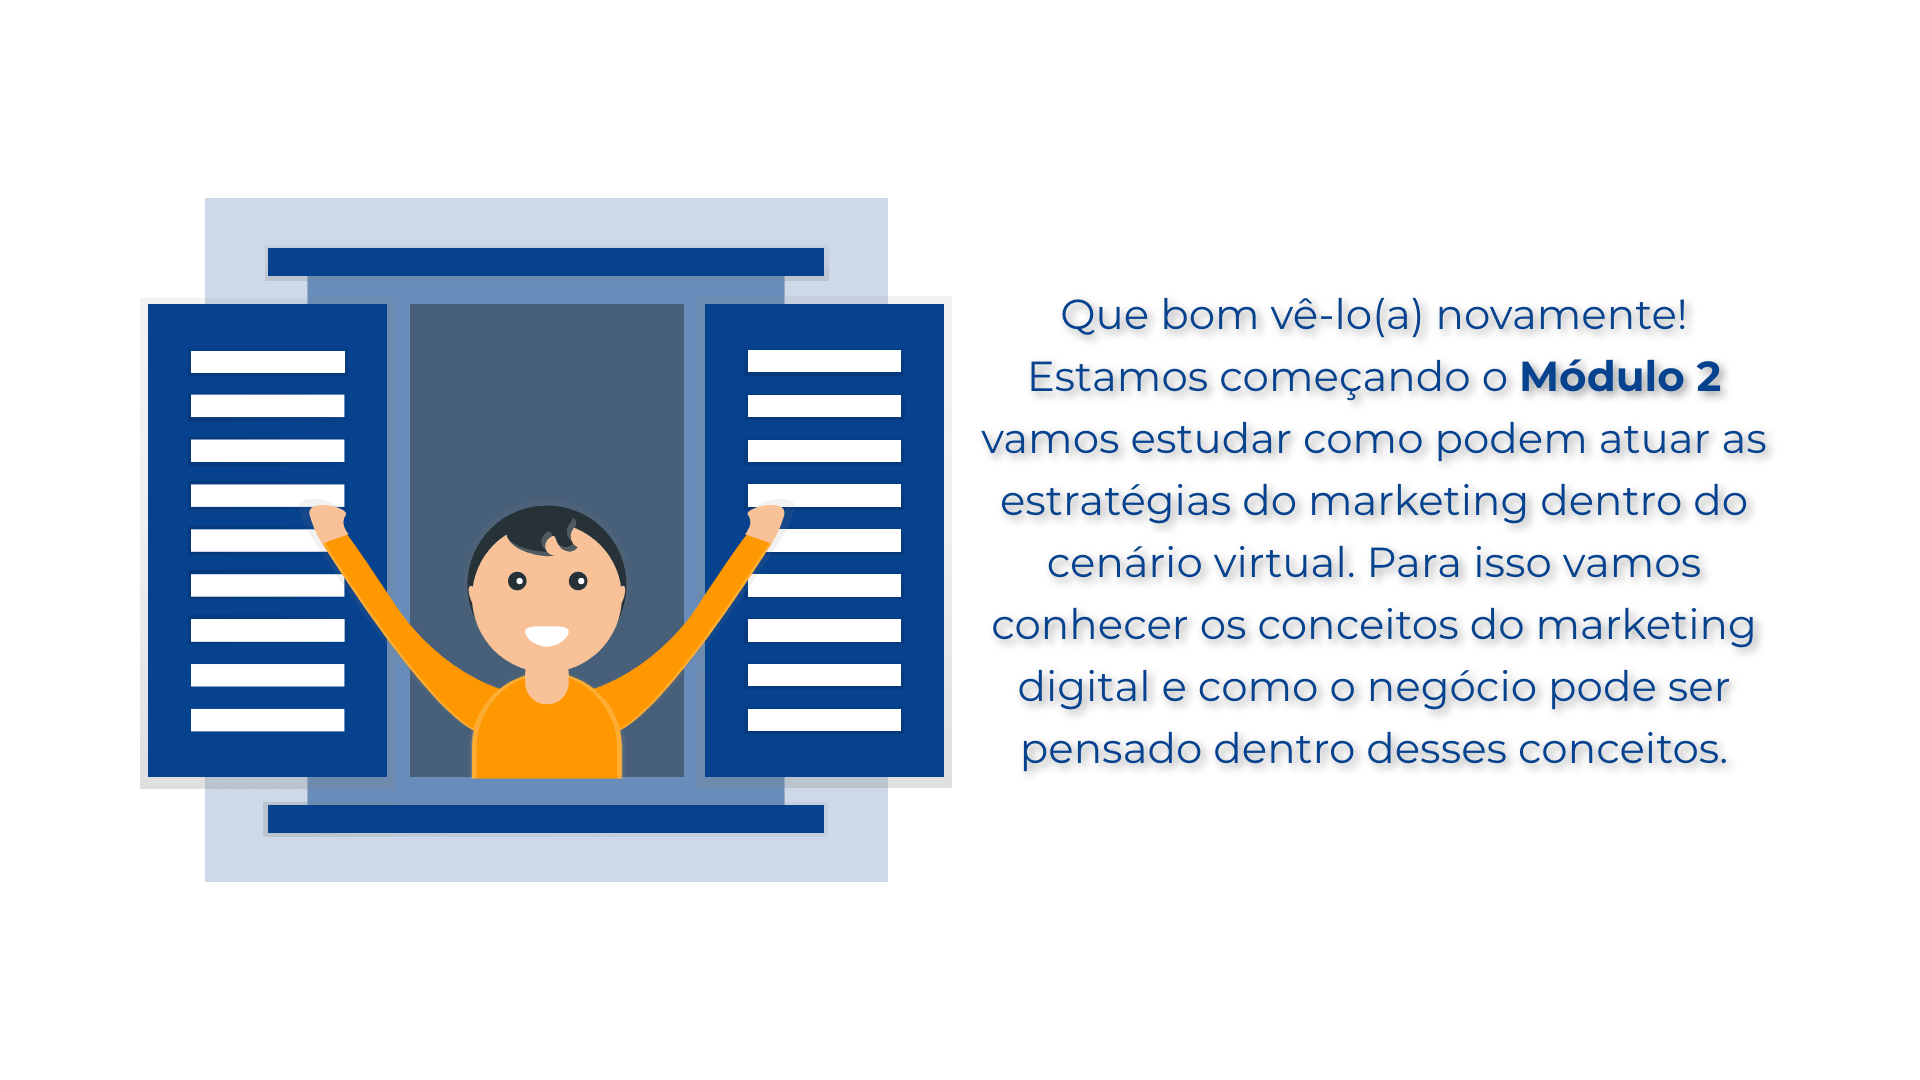 Que bom vê-lo(a) novamente!
Estamos começando o Módulo 2
vamos estudar como podem atuar as
estratégias do marketing dentro do
cenário virtual. Para isso vamos
conhecer os conceitos do marketing
digital e como o negócio pode ser
pensado dentro desses conceitos.